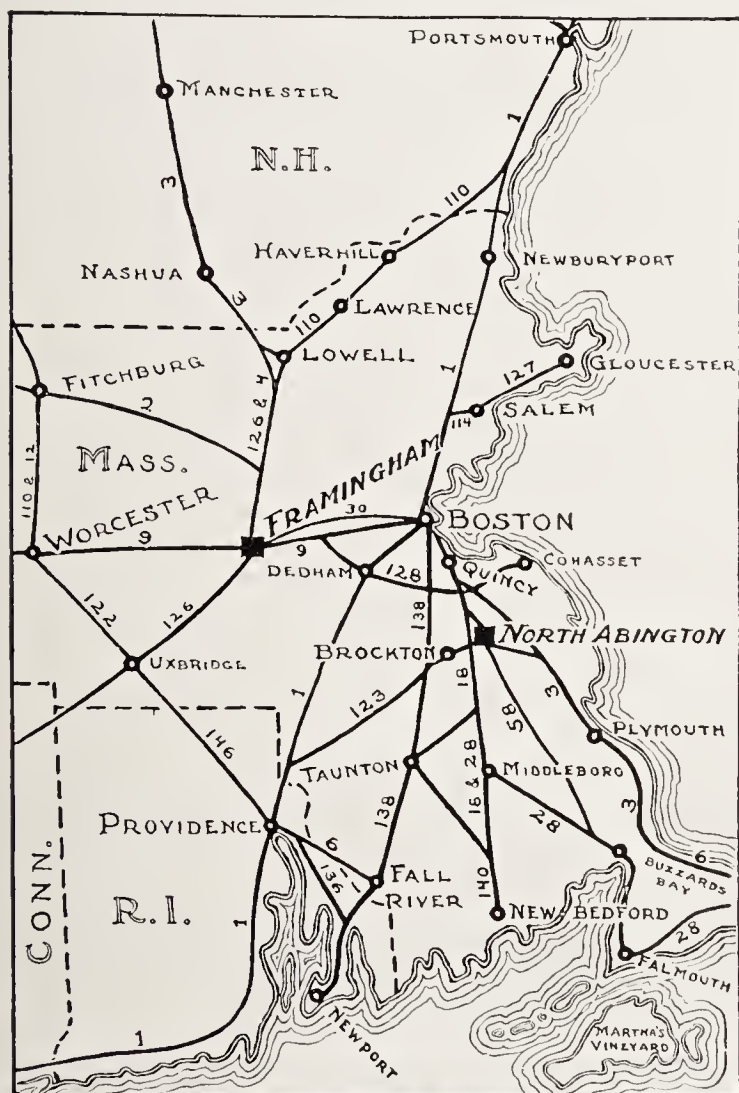 PORTSMOUTH
MANCHESTER
1
N.H.
3
110
HAVERHILL
NEWBURYPORT
NASHUA
3
LAWRENCE
110
LOWELL
GLOUCESTER
127
FITCHBURG
1
SALEM
2
126 & 4
114
MASS.
110 & 12
FRAMINGHAM
WORCESTER
30
BOSTON
9
9
DEDHAM
128
QUINCY
COHASSET
122
126
138
NORTH ABINGTON
BROCKTON
UXBRIDGE
18
3
1
123
58
PLYMOUTH
146
TAUNTON
18 & 28
MIDDLEBORO
3
PROVIDENCE
138
28
6
6
BUZZARDS
BAY
CONN.
136
FALL
RIVER
140
R.I.
1
NEW BEDFORD
28
FALMOUTH
NEWPORT
1
MARTHA'S
VINEYARD